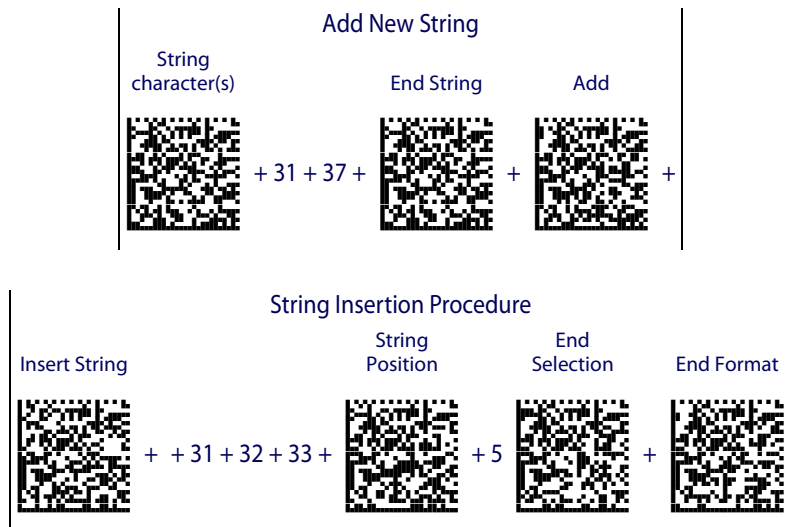 Add New String
String
character(s)
End String
Add
+ 31 + 37 +
+
+
String Insertion Procedure
Insert String
String
Position
End
Selection
End Format
+ + 31 + 32 + 33 +
+ 5
+